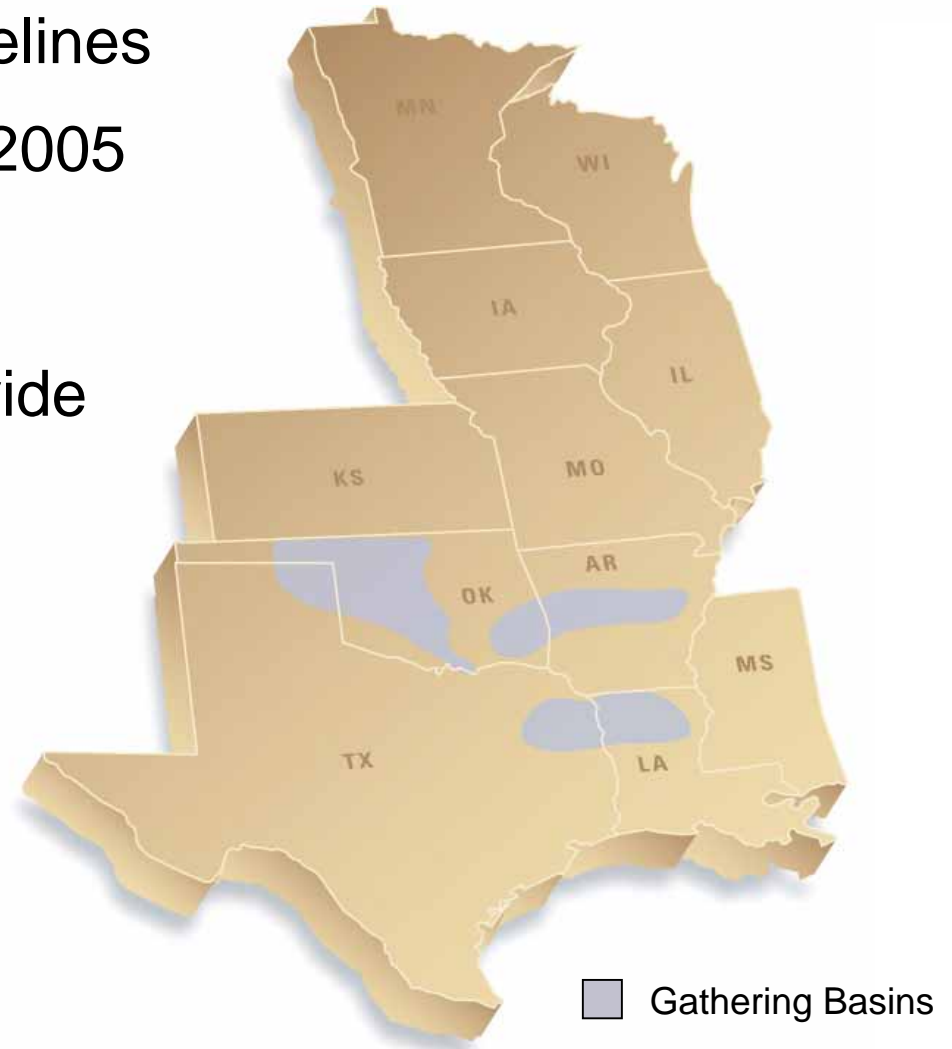 elines
2005
ide
MN
WI
IA
IL
KS
MO
OK
AR
MS
TX
LA
Gathering Basins